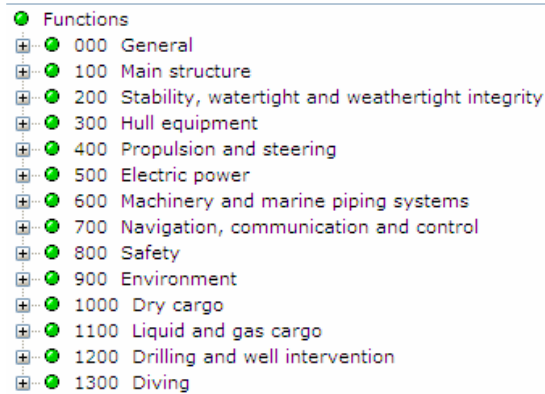 Functions
000 General
100 Main structure
200 Stability, watertight and weathertight integrity
300 Hull equipment
400 Propulsion and steering
500 Electric power
600 Machinery and marine piping systems
700 Navigation, communication and control
800 Safety
900 Environment
1000 Dry cargo
1100 Liquid and gas cargo
1200 Drilling and well intervention
1300 Diving